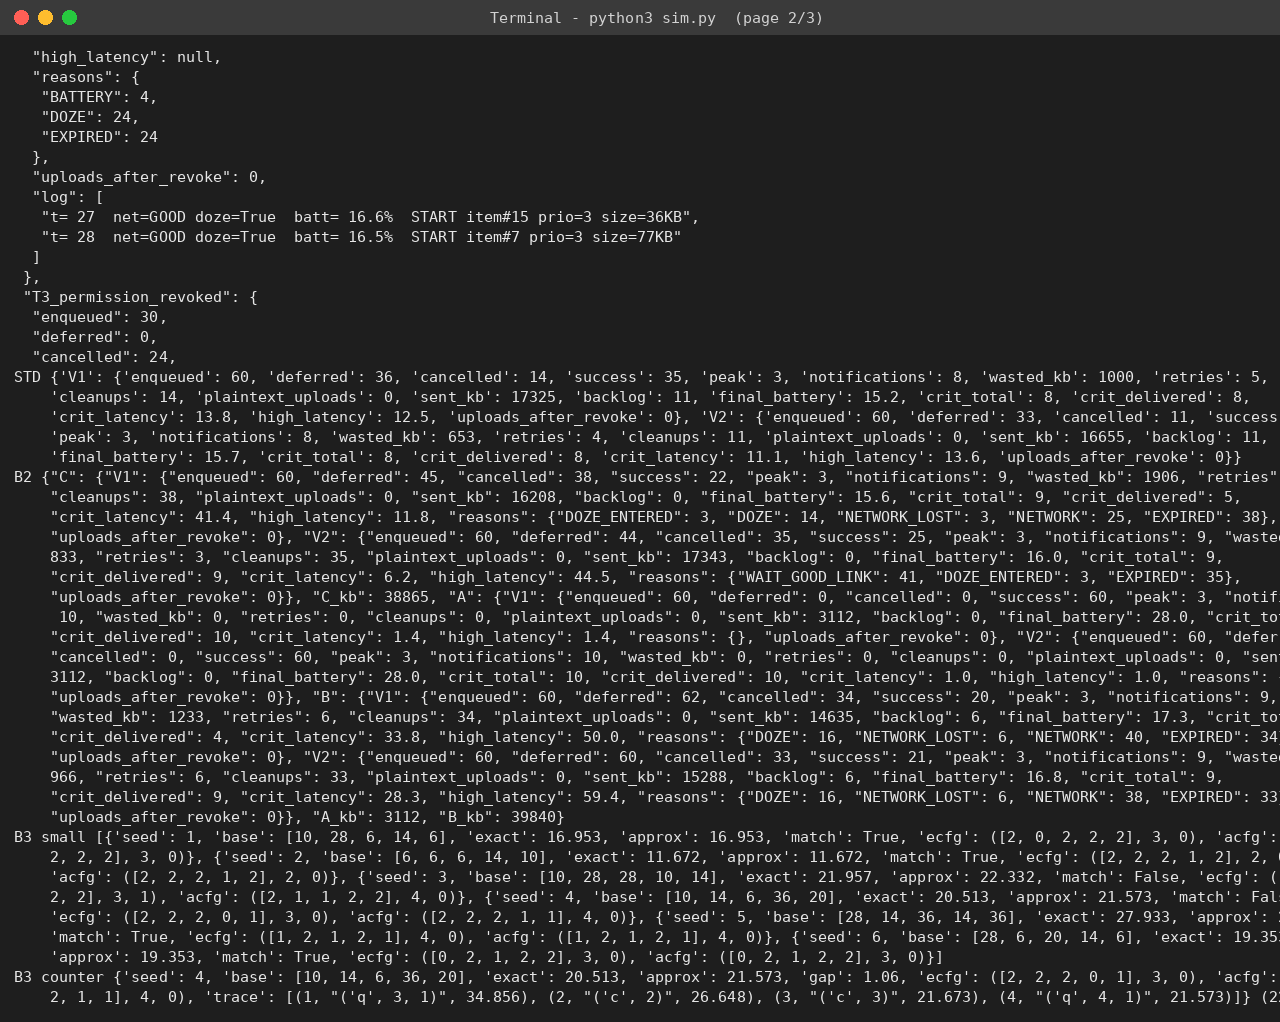 Terminal - python3 sim.py  (page 2/3)
"high_latency": null,
"reasons": {
"BATTERY": 4,
"DOZE": 24,
"EXPIRED": 24
},
"uploads_after_revoke": 0,
"log": [
"t= 27  net=GOOD doze=True  batt= 16.6%  START item#15 prio=3 size=36KB",
"t= 28  net=GOOD doze=True  batt= 16.5%  START item#7 prio=3 size=77KB"
]
},
"T3_permission_revoked": {
"enqueued": 30,
"deferred": 0,
"cancelled": 24,
STD {'V1': {'enqueued': 60, 'deferred': 36, 'cancelled': 14, 'success': 35, 'peak': 3, 'notifications': 8, 'wasted_kb': 1000, 'retries': 5,
'cleanups': 14, 'plaintext_uploads': 0, 'sent_kb': 17325, 'backlog': 11, 'final_battery': 15.2, 'crit_total': 8, 'crit_delivered': 8,
'crit_latency': 13.8, 'high_latency': 12.5, 'uploads_after_revoke': 0}, 'V2': {'enqueued': 60, 'deferred': 33, 'cancelled': 11, 'success
'peak': 3, 'notifications': 8, 'wasted_kb': 653, 'retries': 4, 'cleanups': 11, 'plaintext_uploads': 0, 'sent_kb': 16655, 'backlog': 11,
'final_battery': 15.7, 'crit_total': 8, 'crit_delivered': 8, 'crit_latency': 11.1, 'high_latency': 13.6, 'uploads_after_revoke': 0}}
B2 {"C": {"V1": {"enqueued": 60, "deferred": 45, "cancelled": 38, "success": 22, "peak": 3, "notifications": 9, "wasted_kb": 1906, "retries"
"cleanups": 38, "plaintext_uploads": 0, "sent_kb": 16208, "backlog": 0, "final_battery": 15.6, "crit_total": 9, "crit_delivered": 5,
"crit_latency": 41.4, "high_latency": 11.8, "reasons": {"DOZE_ENTERED": 3, "DOZE": 14, "NETWORK_LOST": 3, "NETWORK": 25, "EXPIRED": 38},
"uploads_after_revoke": 0}, "V2": {"enqueued": 60, "deferred": 44, "cancelled": 35, "success": 25, "peak": 3, "notifications": 9, "waste
833, "retries": 3, "cleanups": 35, "plaintext_uploads": 0, "sent_kb": 17343, "backlog": 0, "final_battery": 16.0, "crit_total": 9,
"crit_delivered": 9, "crit_latency": 6.2, "high_latency": 44.5, "reasons": {"WAIT_GOOD_LINK": 41, "DOZE_ENTERED": 3, "EXPIRED": 35},
"uploads_after_revoke": 0}}, "C_kb": 38865, "A": {"V1": {"enqueued": 60, "deferred": 0, "cancelled": 0, "success": 60, "peak": 3, "notif
10, "wasted_kb": 0, "retries": 0, "cleanups": 0, "plaintext_uploads": 0, "sent_kb": 3112, "backlog": 0, "final_battery": 28.0, "crit_to
"crit_delivered": 10, "crit_latency": 1.4, "high_latency": 1.4, "reasons": {}, "uploads_after_revoke": 0}, "V2": {"enqueued": 60, "defer
"cancelled": 0, "success": 60, "peak": 3, "notifications": 10, "wasted_kb": 0, "retries": 0, "cleanups": 0, "plaintext_uploads": 0, "sen
3112, "backlog": 0, "final_battery": 28.0, "crit_total": 10, "crit_delivered": 10, "crit_latency": 1.0, "high_latency": 1.0, "reasons":
"uploads_after_revoke": 0}}, "B": {"V1": {"enqueued": 60, "deferred": 62, "cancelled": 34, "success": 20, "peak": 3, "notifications": 9,
"wasted_kb": 1233, "retries": 6, "cleanups": 34, "plaintext_uploads": 0, "sent_kb": 14635, "backlog": 6, "final_battery": 17.3, "crit_to
"crit_delivered": 4, "crit_latency": 33.8, "high_latency": 50.0, "reasons": {"DOZE": 16, "NETWORK_LOST": 6, "NETWORK": 40, "EXPIRED": 34
"uploads_after_revoke": 0}, "V2": {"enqueued": 60, "deferred": 60, "cancelled": 33, "success": 21, "peak": 3, "notifications": 9, "waste
966, "retries": 6, "cleanups": 33, "plaintext_uploads": 0, "sent_kb": 15288, "backlog": 6, "final_battery": 16.8, "crit_total": 9,
"crit_delivered": 9, "crit_latency": 28.3, "high_latency": 59.4, "reasons": {"DOZE": 16, "NETWORK_LOST": 6, "NETWORK": 38, "EXPIRED": 33
"uploads_after_revoke": 0}}, "A_kb": 3112, "B_kb": 39840}
B3 small [{'seed': 1, 'base': [10, 28, 6, 14, 6], 'exact': 16.953, 'approx': 16.953, 'match': True, 'ecfg': ([2, 0, 2, 2, 2], 3, 0), 'acfg':
2, 2, 2], 3, 0)}, {'seed': 2, 'base': [6, 6, 6, 14, 10], 'exact': 11.672, 'approx': 11.672, 'match': True, 'ecfg': ([2, 2, 2, 1, 2], 2,
'acfg': ([2, 2, 2, 1, 2], 2, 0)}, {'seed': 3, 'base': [10, 28, 28, 10, 14], 'exact': 21.957, 'approx': 22.332, 'match': False, 'ecfg': (
2, 2], 3, 1), 'acfg': ([2, 1, 1, 2, 2], 4, 0)}, {'seed': 4, 'base': [10, 14, 6, 36, 20], 'exact': 20.513, 'approx': 21.573, 'match': Fal
'ecfg': ([2, 2, 2, 0, 1], 3, 0), 'acfg': ([2, 2, 2, 1, 1], 4, 0)}, {'seed': 5, 'base': [28, 14, 36, 14, 36], 'exact': 27.933, 'approx':
'match': True, 'ecfg': ([1, 2, 1, 2, 1], 4, 0), 'acfg': ([1, 2, 1, 2, 1], 4, 0)}, {'seed': 6, 'base': [28, 6, 20, 14, 6], 'exact': 19.35
'approx': 19.353, 'match': True, 'ecfg': ([0, 2, 1, 2, 2], 3, 0), 'acfg': ([0, 2, 1, 2, 2], 3, 0)}]
B3 counter {'seed': 4, 'base': [10, 14, 6, 36, 20], 'exact': 20.513, 'approx': 21.573, 'gap': 1.06, 'ecfg': ([2, 2, 2, 0, 1], 3, 0), 'acfg':
2, 1, 1], 4, 0), 'trace': [(1, "('q', 3, 1)", 34.856), (2, "('c', 2)", 26.648), (3, "('c', 3)", 21.673), (4, "('q', 4, 1)", 21.573)]}